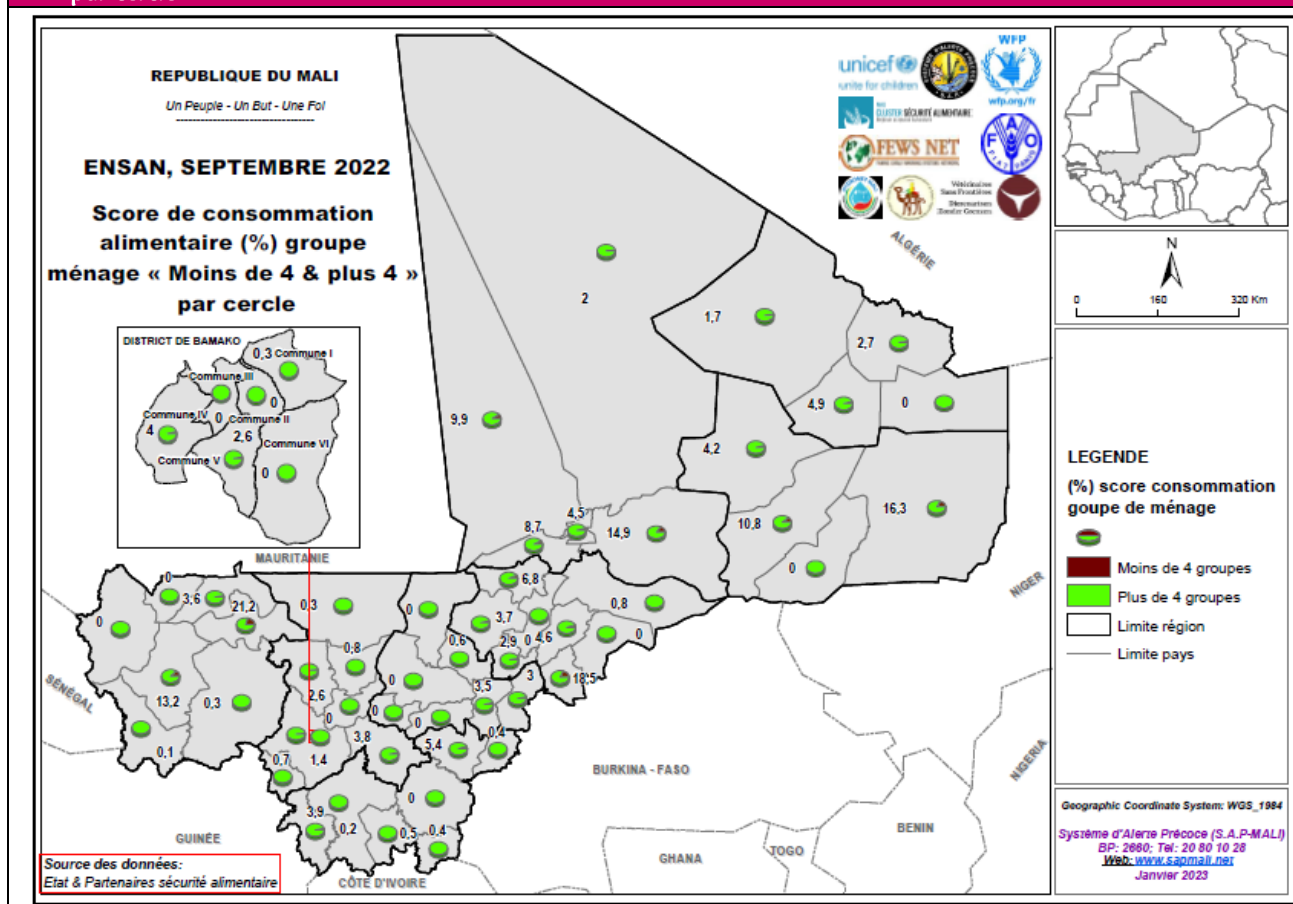 REPUBLIQUE DU MALI
Un Peuple - Un But - Une Foi
ENSAN, SEPTEMBRE 2022
Score de consommation
alimentaire (%) groupe
ménage « Moins de 4 & plus 4 »
par cercle
DISTRICT DE BAMAKO
0,3
Commune I
Commune III
0
Commune IV
0
Commune II
4
2,6
Commune VI
Commune V
0
unicef
unite for children
WFP
wfp.org/fr
CLUSTER SÉCURITÉ ALIMENTAIRE
FEWS NET
FAO
FIAT PANIS
Vétérinaires
Sans Frontières
ALGÉRIE
2
1,7
2,7
4,9
0
9,9
4,2
16,3
10,8
0
4,5
8,7
14,9
MAURITANIE
0
3,6
21,2
0
0,3
0
6,8
3,7
0,8
0
2,9
0
4,6
0,6
0,8
2,6
0
13,2
0,3
0
3,5
3
18,5
0
0
0,1
3,8
1,4
0,7
5,4
0,4
0
3,9
0,2
0,5
0,4
SÉNÉGAL
GUINÉE
CÔTE D'IVOIRE
BURKINA - FASO
GHANA
TOGO
BENIN
NIGER
NIGERIA
Source des données:
Etat & Partenaires sécurité alimentaire
N
0 160 320 Km
LEGENDE
(%) score consommation
goupe de ménage
Moins de 4 groupes
Plus de 4 groupes
Limite région
Limite pays
Geographic Coordinate System: WGS_1984
Système d'Alerte Précoce (S.A.P-MALI)
BP: 2660; Tel: 20 80 10 28
Web: www.sapmali.net
Janvier 2023